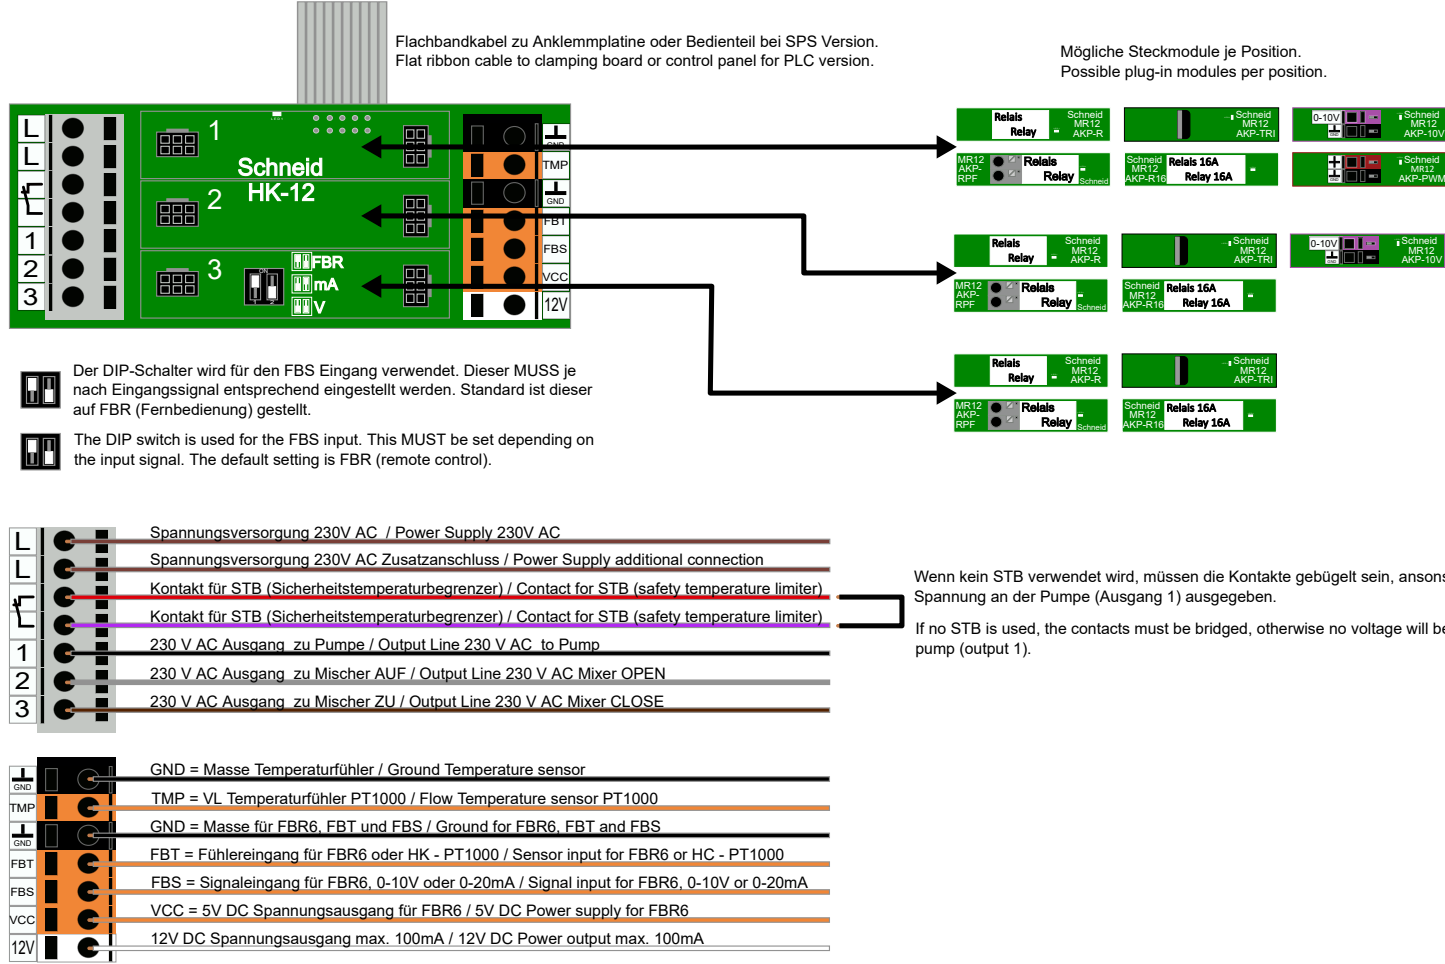 Flachbandkabel zu Anklemmplatine oder Bedienteil bei SPS Version.
Flat ribbon cable to clamping board or control panel for PLC version.
Mögliche Steckmodule je Position.
Possible plug-in modules per position.
L
L
1
2
3
1
2
3
Schneid
HK-12
ON
FBR
mA
V
GND
TMP
GND
FBT
FBS
VCC
12V
Relais
Relay
Schneid
MR12
AKP-R
Schneid
MR12
AKP-TRI
0-10V
GND
Schneid
MR12
AKP-10V
MR12
AKP-
RPF
Relais
Relay
Schneid
Schneid
MR12
AKP-R16
Relais 16A
Relay 16A
GND
Schneid
MR12
AKP-PWM
Relais
Relay
Schneid
MR12
AKP-R
Schneid
MR12
AKP-TRI
0-10V
GND
Schneid
MR12
AKP-10V
MR12
AKP-
RPF
Relais
Relay
Schneid
Schneid
MR12
AKP-R16
Relais 16A
Relay 16A
Relais
Relay
Schneid
MR12
AKP-R
Schneid
MR12
AKP-TRI
MR12
AKP-
RPF
Relais
Relay
Schneid
Schneid
MR12
AKP-R16
Relais 16A
Relay 16A
Der DIP-Schalter wird für den FBS Eingang verwendet. Dieser MUSS je
nach Eingangssignal entsprechend eingestellt werden. Standard ist dieser
auf FBR (Fernbedienung) gestellt.
The DIP switch is used for the FBS input. This MUST be set depending on
the input signal. The default setting is FBR (remote control).
L
Spannungsversorgung 230V AC / Power Supply 230V AC
L
Spannungsversorgung 230V AC Zusatzanschluss / Power Supply additional connection
Kontakt für STB (Sicherheitstemperaturbegrenzer) / Contact for STB (safety temperature limiter)
Kontakt für STB (Sicherheitstemperaturbegrenzer) / Contact for STB (safety temperature limiter)
1
230 V AC Ausgang zu Pumpe / Output Line 230 V AC to Pump
2
230 V AC Ausgang zu Mischer AUF / Output Line 230 V AC Mixer OPEN
3
230 V AC Ausgang zu Mischer ZU / Output Line 230 V AC Mixer CLOSE
Wenn kein STB verwendet wird, müssen die Kontakte gebügelt sein, ansons
Spannung an der Pumpe (Ausgang 1) ausgegeben.
If no STB is used, the contacts must be bridged, otherwise no voltage will be
pump (output 1).
GND
GND = Masse Temperaturfühler / Ground Temperature sensor
TMP
TMP = VL Temperaturfühler PT1000 / Flow Temperature sensor PT1000
GND
GND = Masse für FBR6, FBT und FBS / Ground for FBR6, FBT and FBS
FBT
FBT = Fühlereingang für FBR6 oder HK - PT1000 / Sensor input for FBR6 or HC - PT1000
FBS
FBS = Signaleingang für FBR6, 0-10V oder 0-20mA / Signal input for FBR6, 0-10V or 0-20mA
VCC
VCC = 5V DC Spannungsausgang für FBR6 / 5V DC Power supply for FBR6
12V
12V DC Spannungsausgang max. 100mA / 12V DC Power output max. 100mA